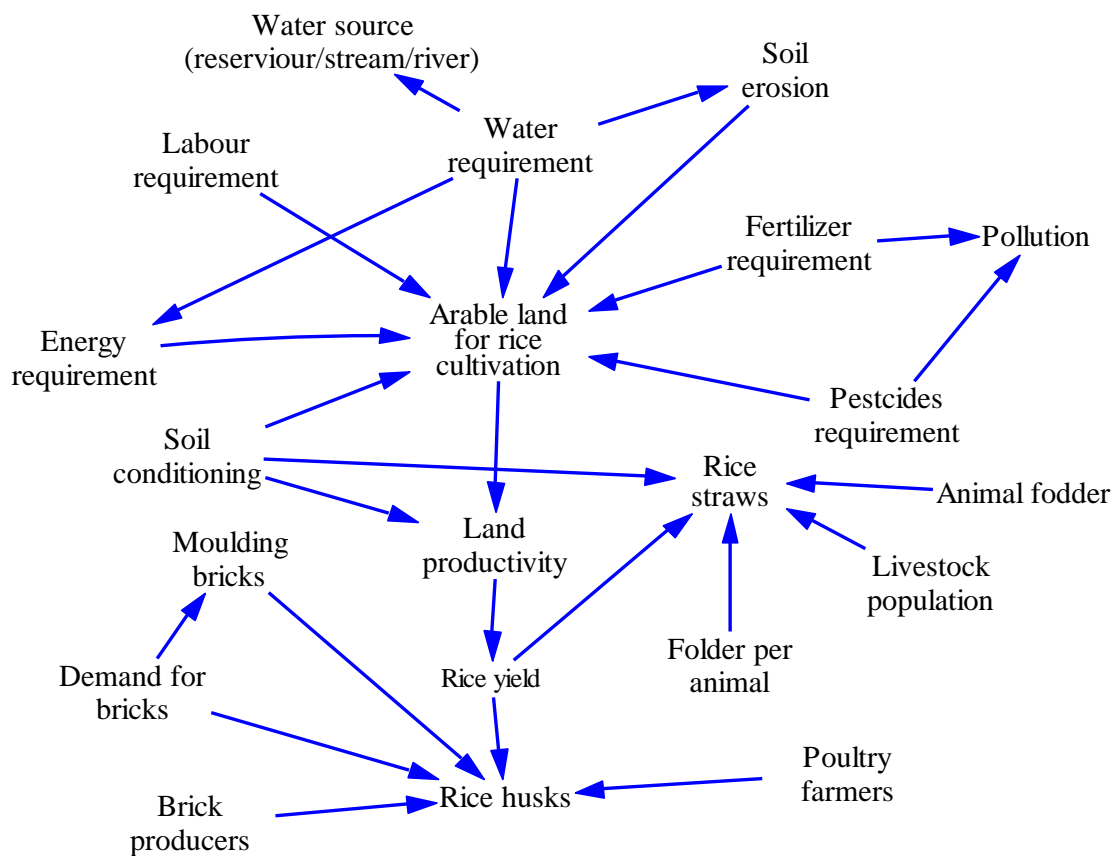 Water source
(reserviour/stream/river)
Soil
erosion
Water
requirement
Labour
requirement
Fertilizer
requirement
Pollution
Arable land
for rice
cultivation
Energy
requirement
Pestcides
requirement
Soil
conditioning
Rice
straws
Animal fodder
Land
productivity
Moulding
bricks
Livestock
population
Folder per
animal
Demand for
bricks
Rice yield
Poultry
farmers
Rice husks
Brick
producers